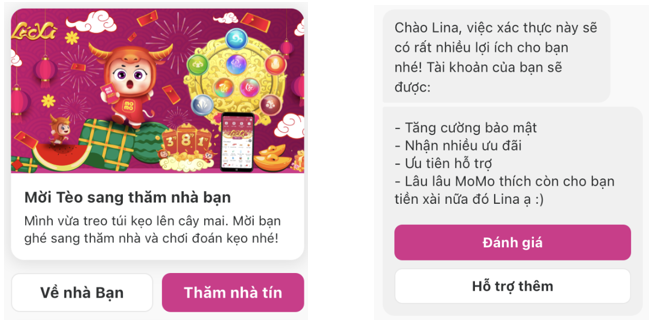 LìXì
MOMO
381
Mời Tèo sang thăm nhà bạn
Mình vừa treo túi kẹo lên cây mai. Mời bạn
ghé sang thăm nhà và chơi đoán kẹo nhé!
Về nhà Bạn
Thăm nhà tín
Chào Lina, việc xác thực này sẽ
có rất nhiều lợi ích cho bạn
nhé! Tài khoản của bạn sẽ
được:
- Tăng cường bảo mật
- Nhận nhiều ưu đãi
- Ưu tiên hỗ trợ
- Lâu lâu MoMo thích còn cho bạn
tiền xài nữa đó Lina ạ :)
Đánh giá
Hỗ trợ thêm